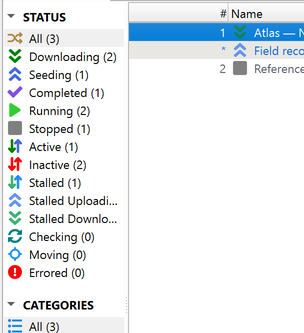 STATUS
All (3)
Downloading (2)
Seeding (1)
Completed (1)
Running (2)
Stopped (1)
Active (1)
Inactive (2)
Stalled (1)
Stalled Uploadi...
Stalled Downlo...
Checking (0)
Moving (0)
Errored (0)
CATEGORIES
All (3)
# Name
1 Atlas —
* Field reco
2 Reference